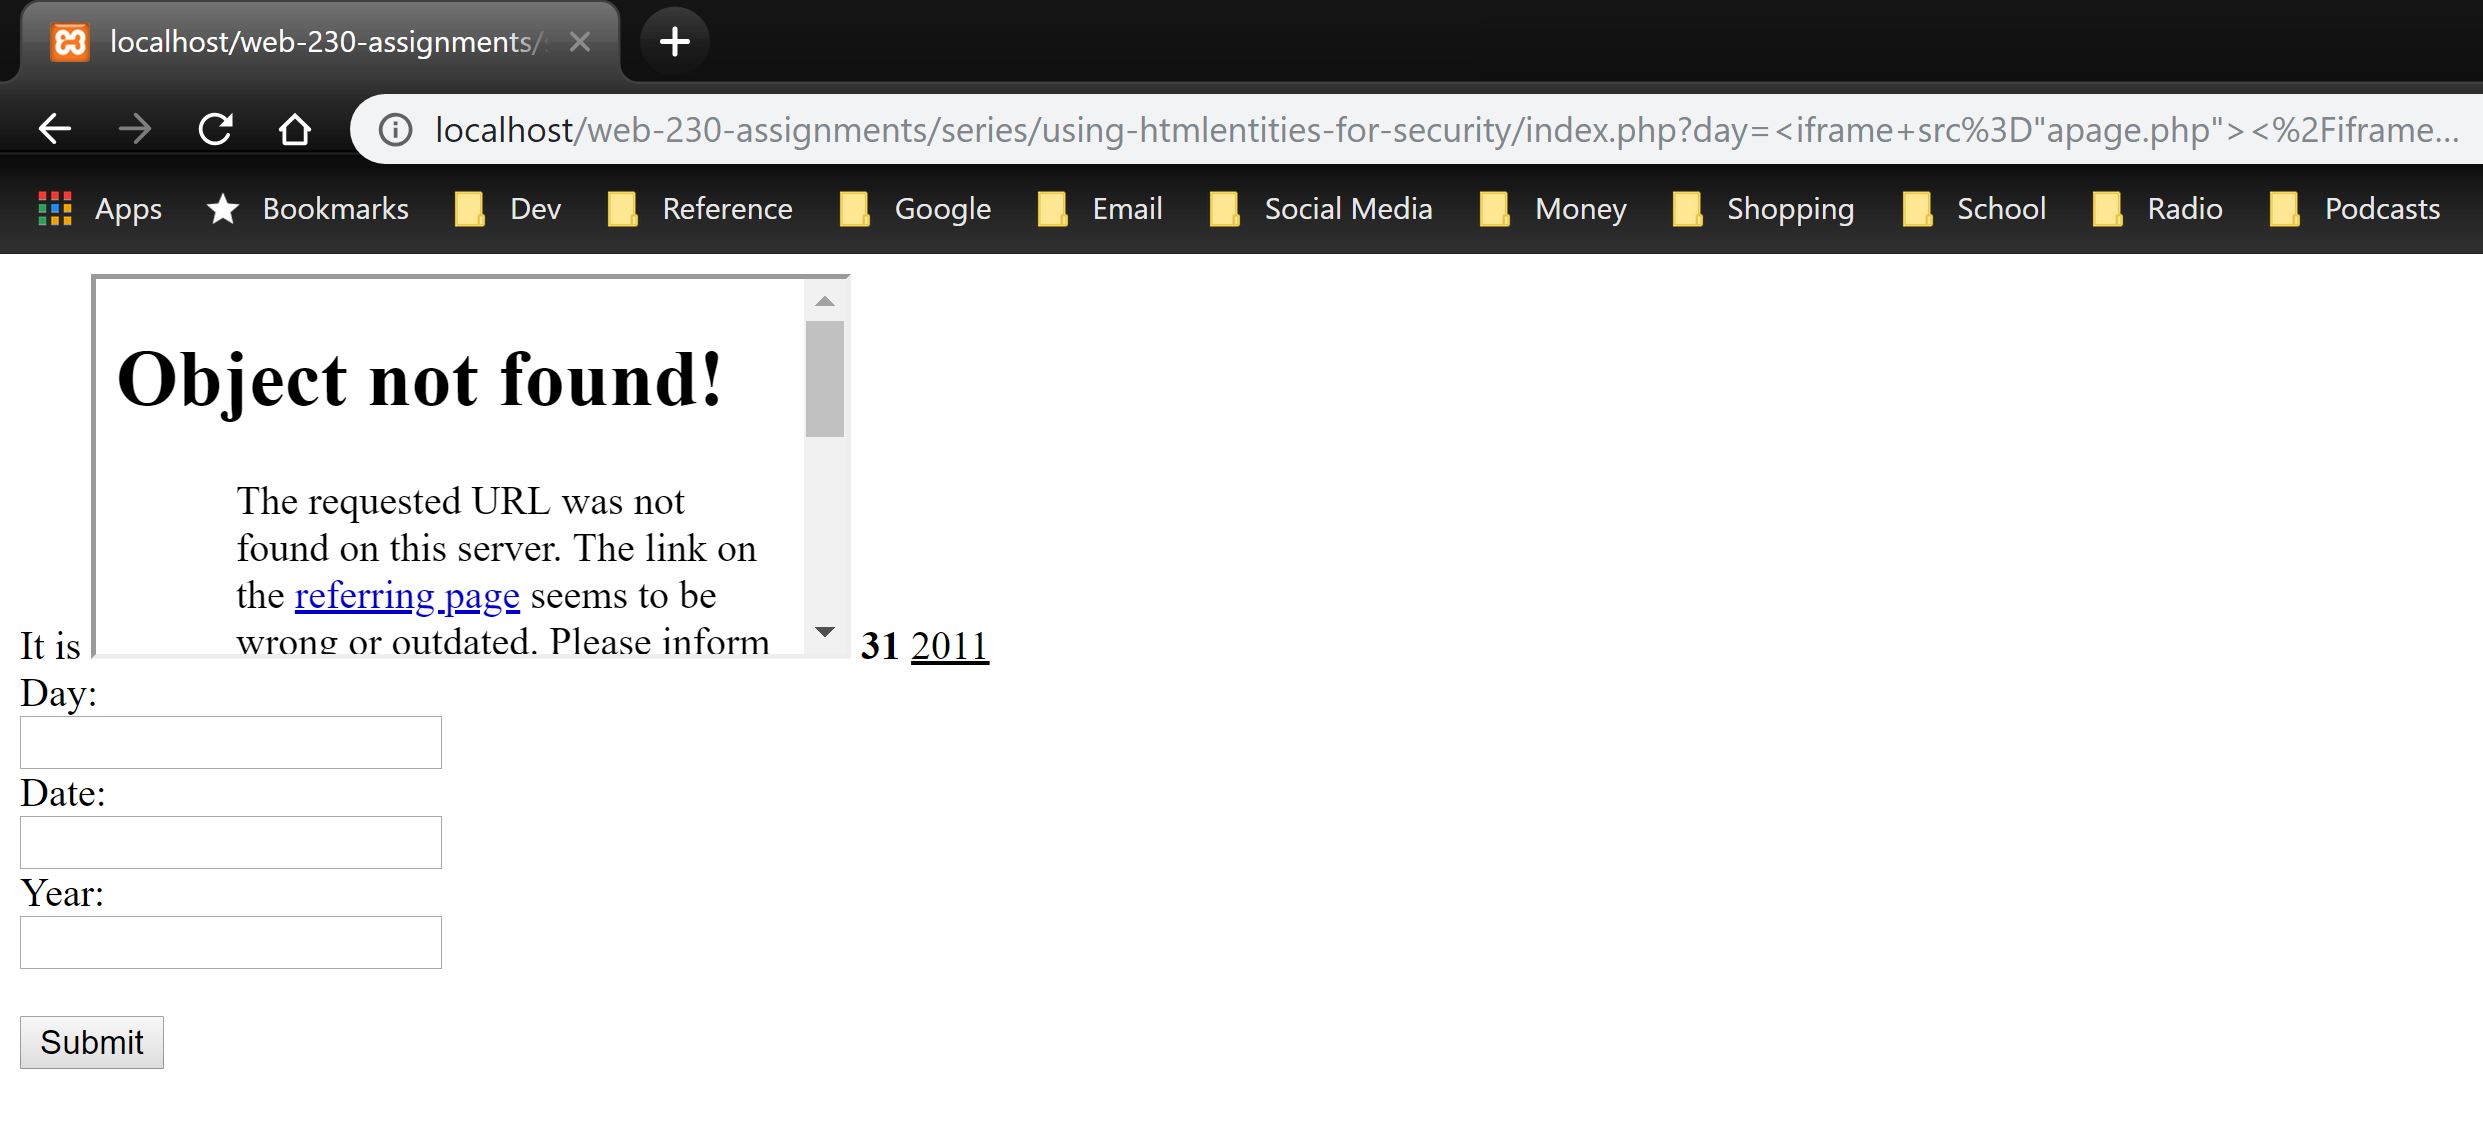 localhost/web-230-assignments/
localhost/web-230-assignments/series/using-htmlentities-for-security/index.php?day=<iframe+src%3D"apage.php"><%2Fiframe...
Apps Bookmarks Dev Reference Google Email Social Media Money Shopping School Radio Podcasts
Object not found!
The requested URL was not
found on this server. The link on
the referring page seems to be
wrong or outdated. Please inform
It is 31 2011
Day:
Date:
Year:
Submit